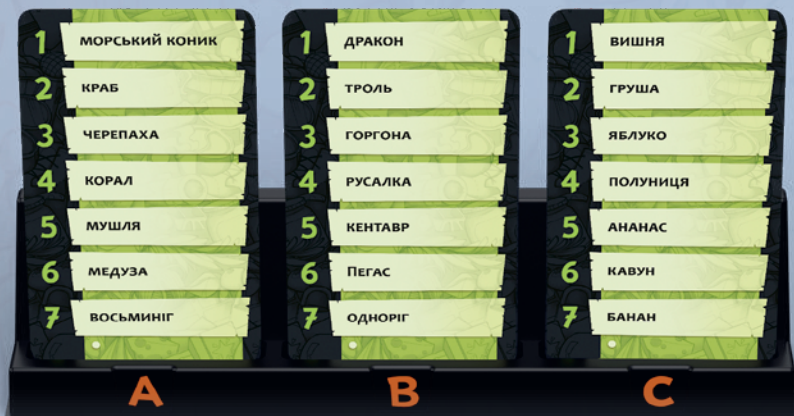 1 МОРСЬКИЙ КОНИК
2 КРАБ
3 ЧЕРЕПАХА
4 КОРАЛ
5 МУШЛЯ
6 МЕДУЗА
7 ВОСЬМИНІГ
A
1 ДРАКОН
2 ТРОЛЬ
3 ГОРГОНА
4 РУСАЛКА
5 КЕНТАВР
6 ПЕГАС
7 ОДНОРІГ
B
1 ВИШНЯ
2 ГРУША
3 ЯБЛУКО
4 ПОЛУНИЦЯ
5 АНАНАС
6 КАВУН
7 БАНАН
C